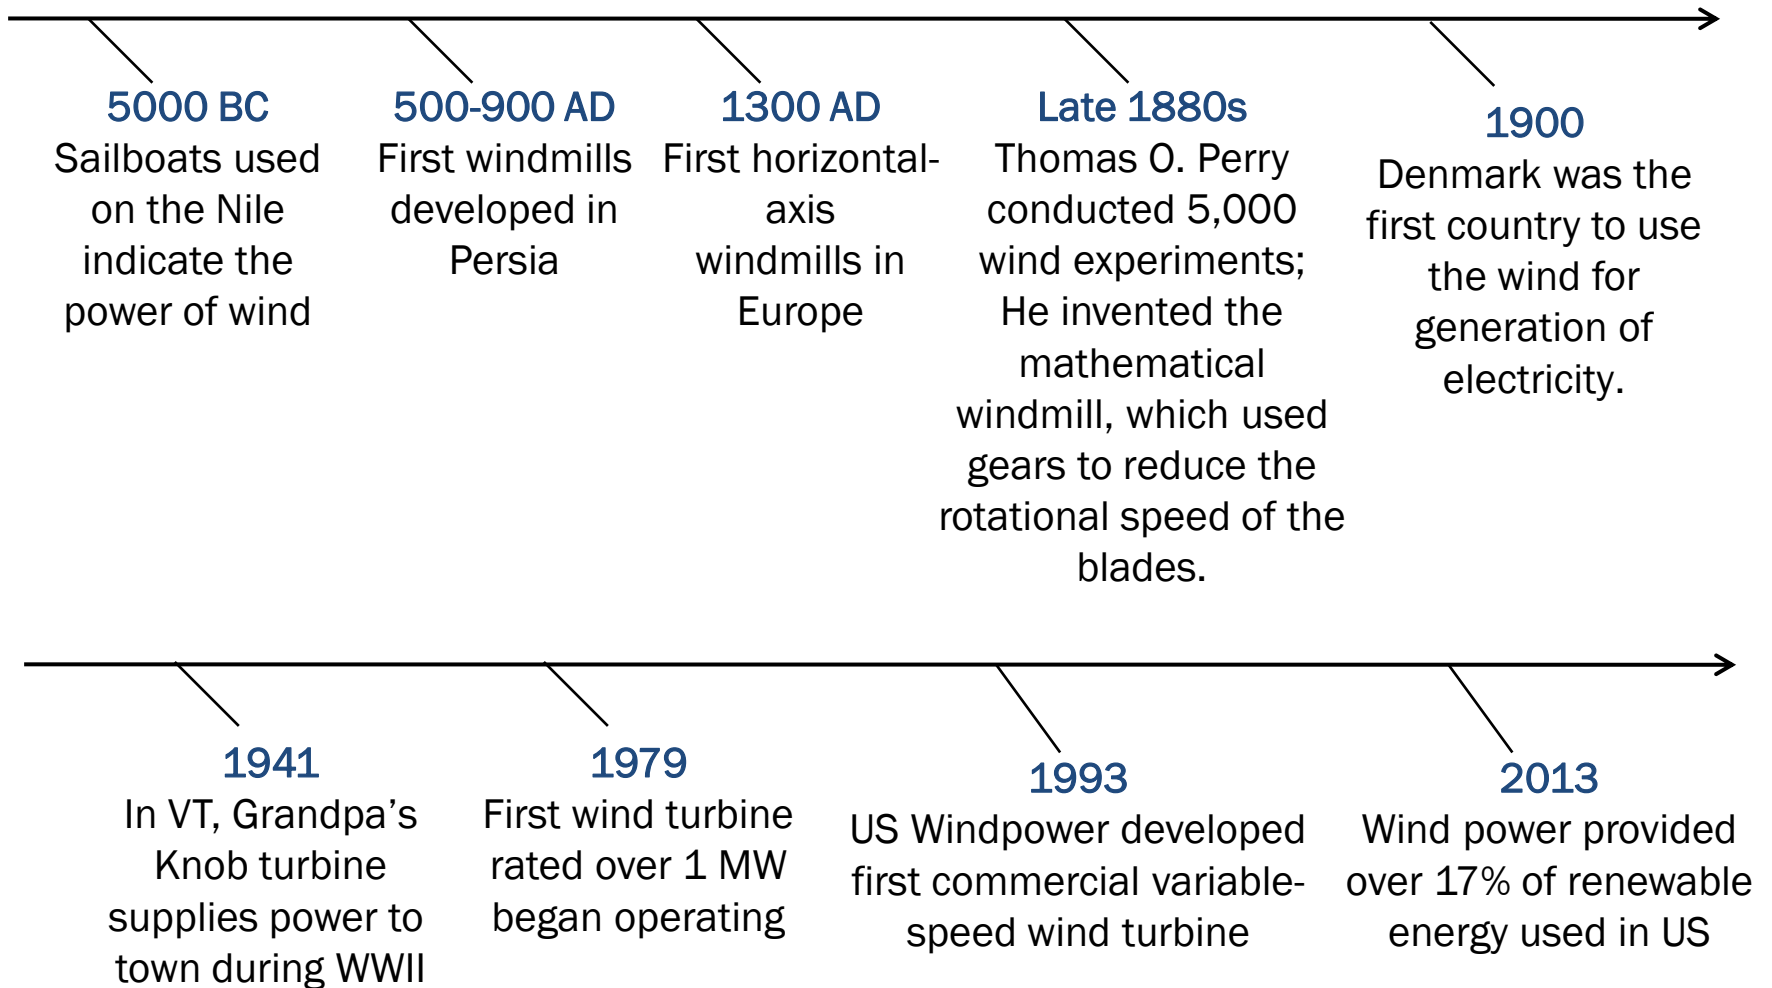 5000 BC
Sailboats used
on the Nile
indicate the
power of wind
500-900 AD
First windmills
developed in
Persia
1300 AD
First horizontal-
axis
windmills in
Europe
Late 1880s
Thomas O. Perry
conducted 5,000
wind experiments;
He invented the
mathematical
windmill, which used
gears to reduce the
rotational speed of the
blades.
1900
Denmark was the
first country to use
the wind for
generation of
electricity.
1941
In VT, Grandpa’s
Knob turbine
supplies power to
town during WWII
1979
First wind turbine
rated over 1 MW
began operating
1993
US Windpower developed
first commercial variable-
speed wind turbine
2013
Wind power provided
over 17% of renewable
energy used in US